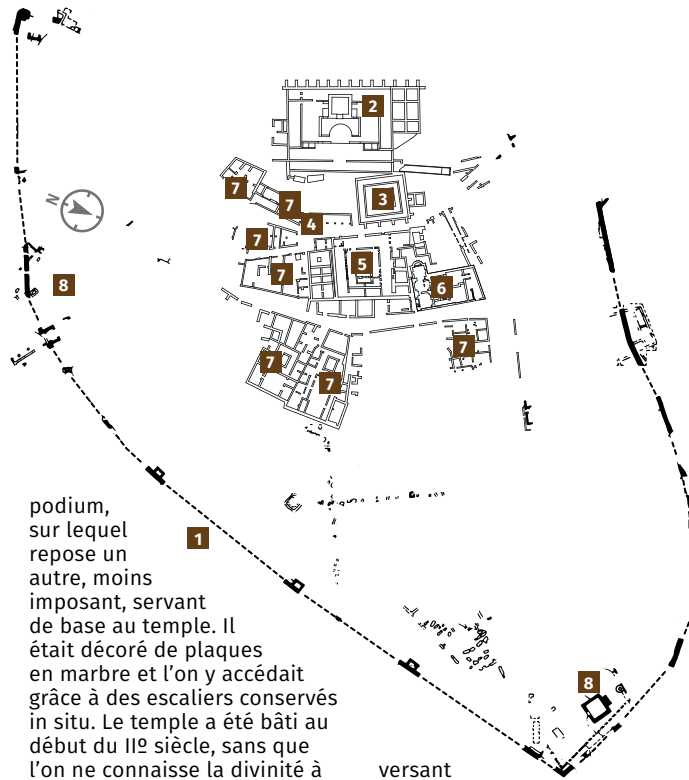 2
7
7
3
4
7
5
7
N
8
6
7
7
7
podium,
sur lequel
repose un
1
autre, moins
imposant, servant
de base au temple. Il
était décoré de plaques
en marbre et l'on y accédait
grâce à des escaliers conservés
8
in situ. Le temple a été bâti au
début du IIº siècle, sans que
l'on ne connaisse la divinité à
versant